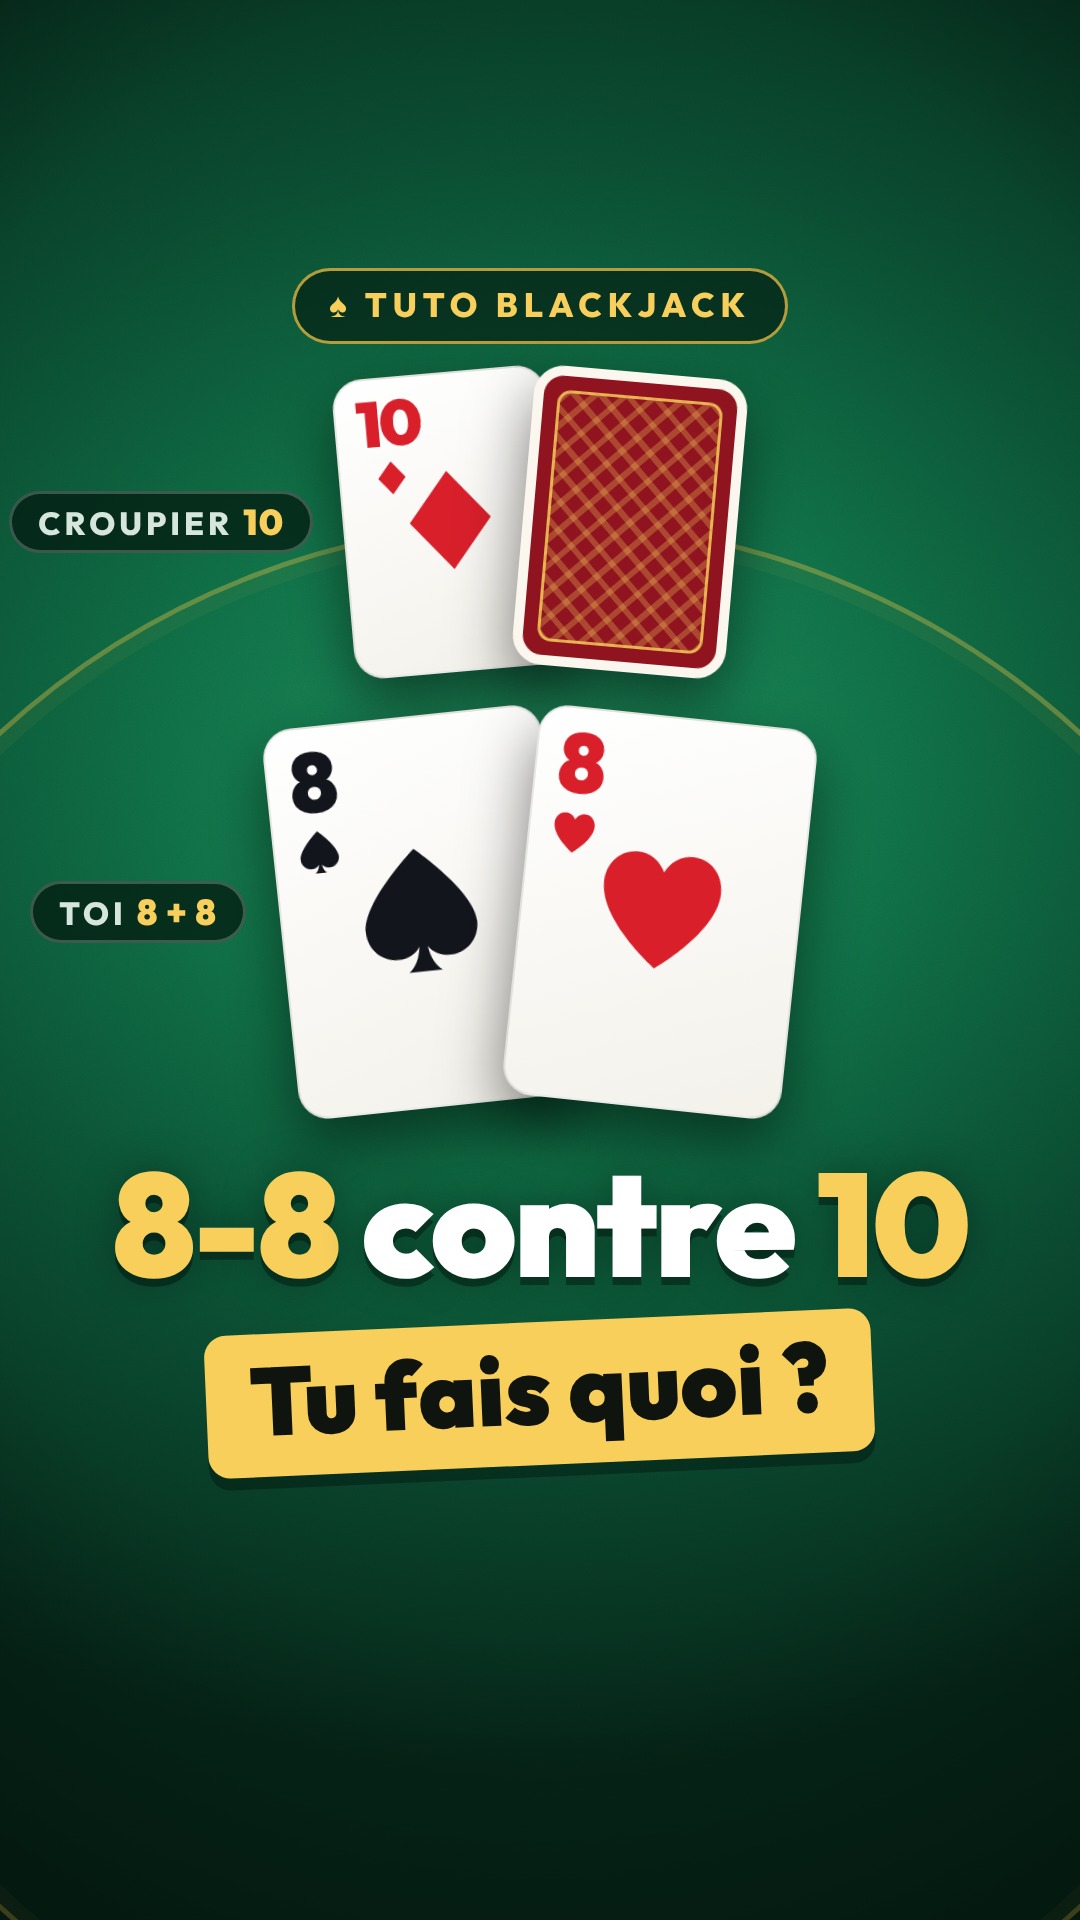 ♠ TUTO BLACKJACK
10
CROUPIER 10
8
8
TOI 8 + 8
8-8 contre 10
Tu fais quoi ?